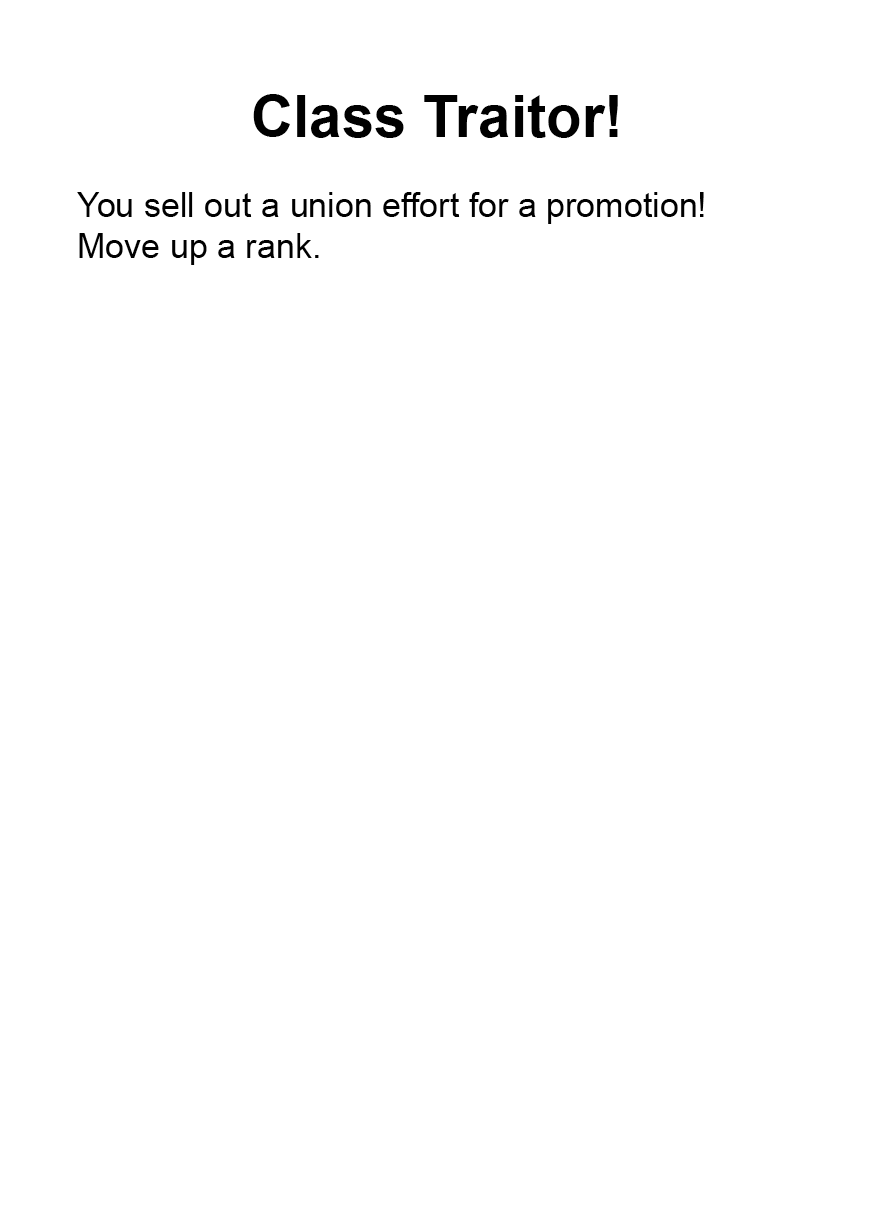 Class Traitor!
You sell out a union effort for a promotion!
Move up a rank.